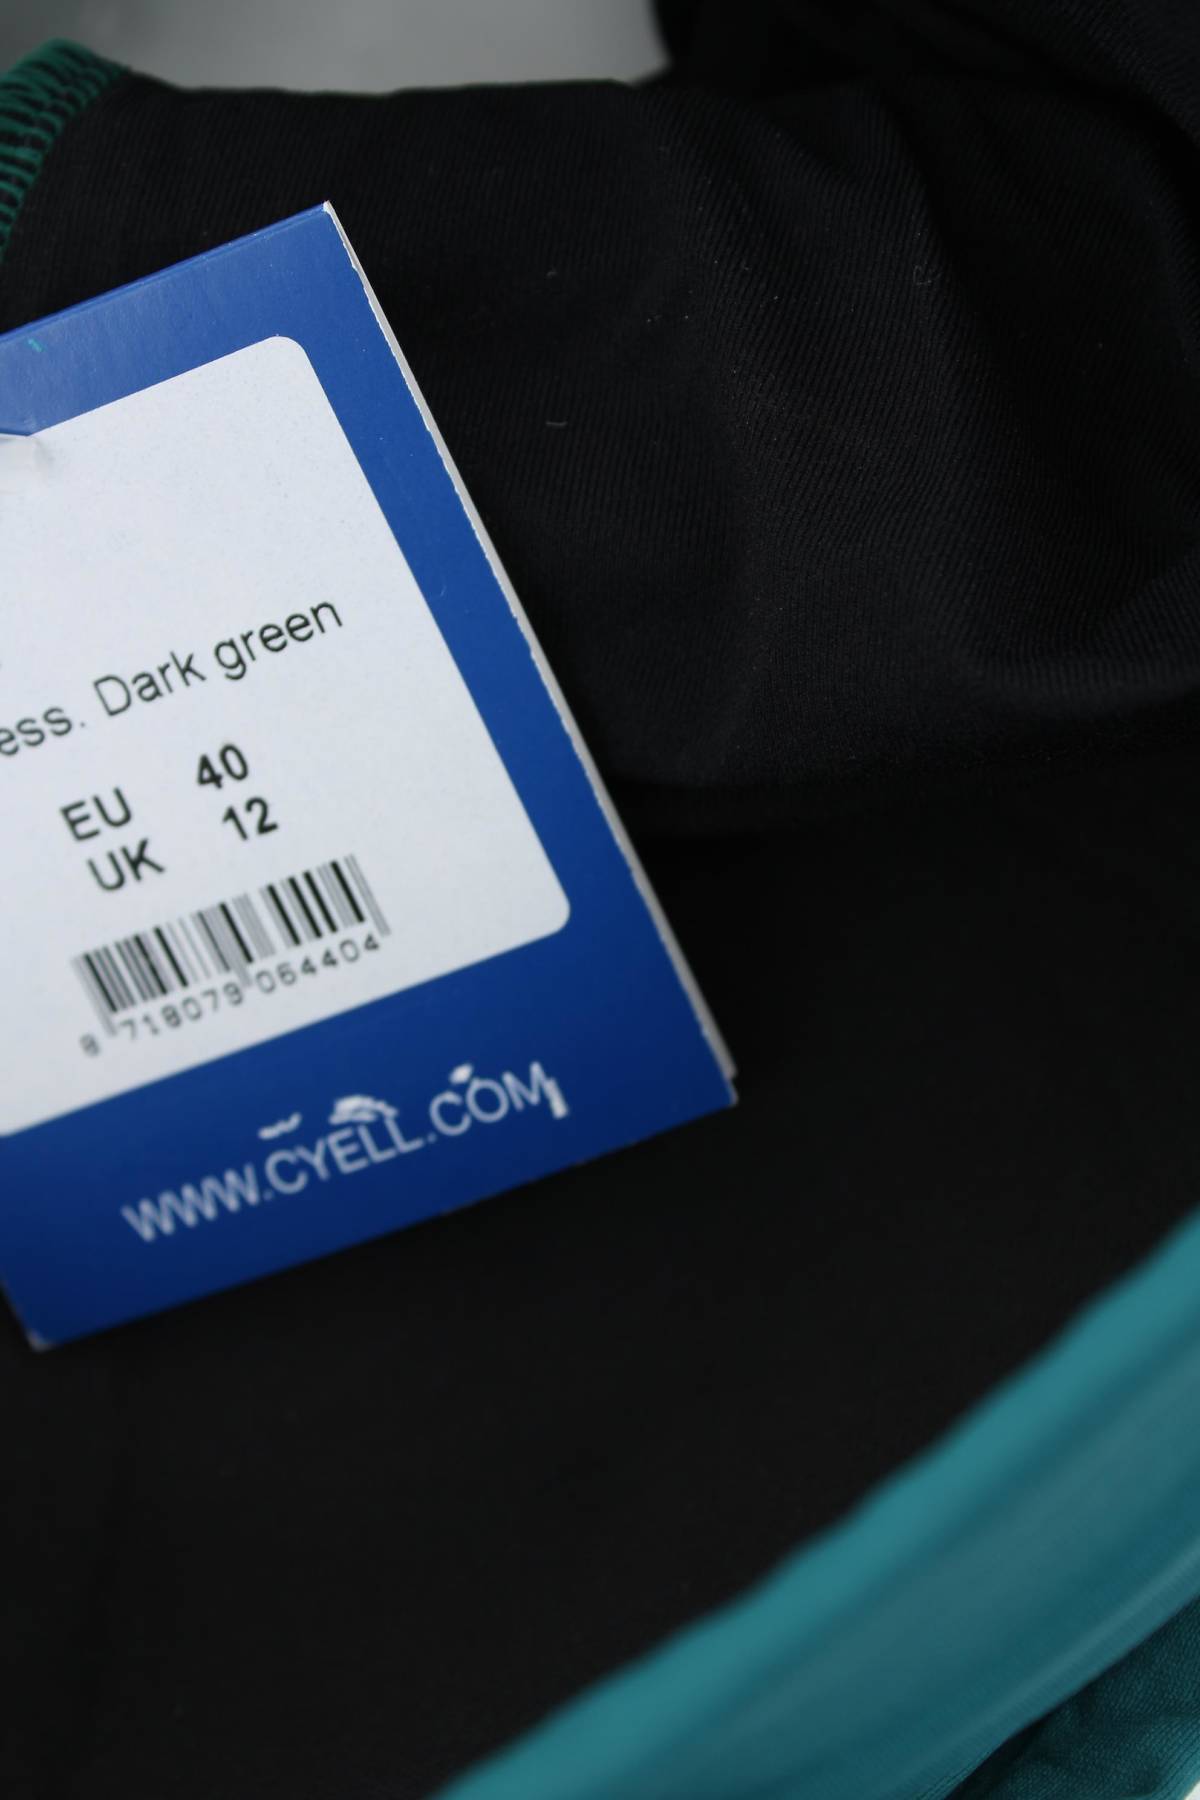 ess. Dark green
EU 40
UK 12
8 718079 064404
WWW.CYELL.COM